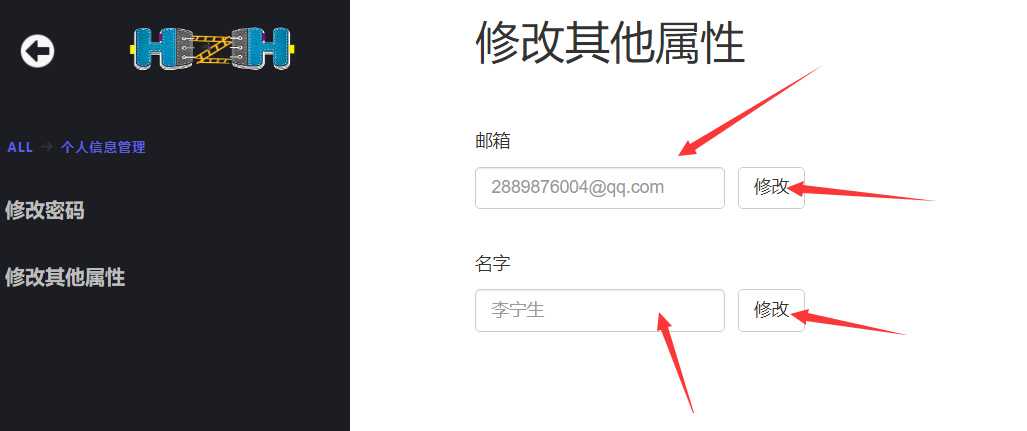 HZH
ALL → 个人信息管理
修改密码
修改其他属性
修改其他属性
邮箱
2889876004@qq.com 修改
名字
李宁生 修改